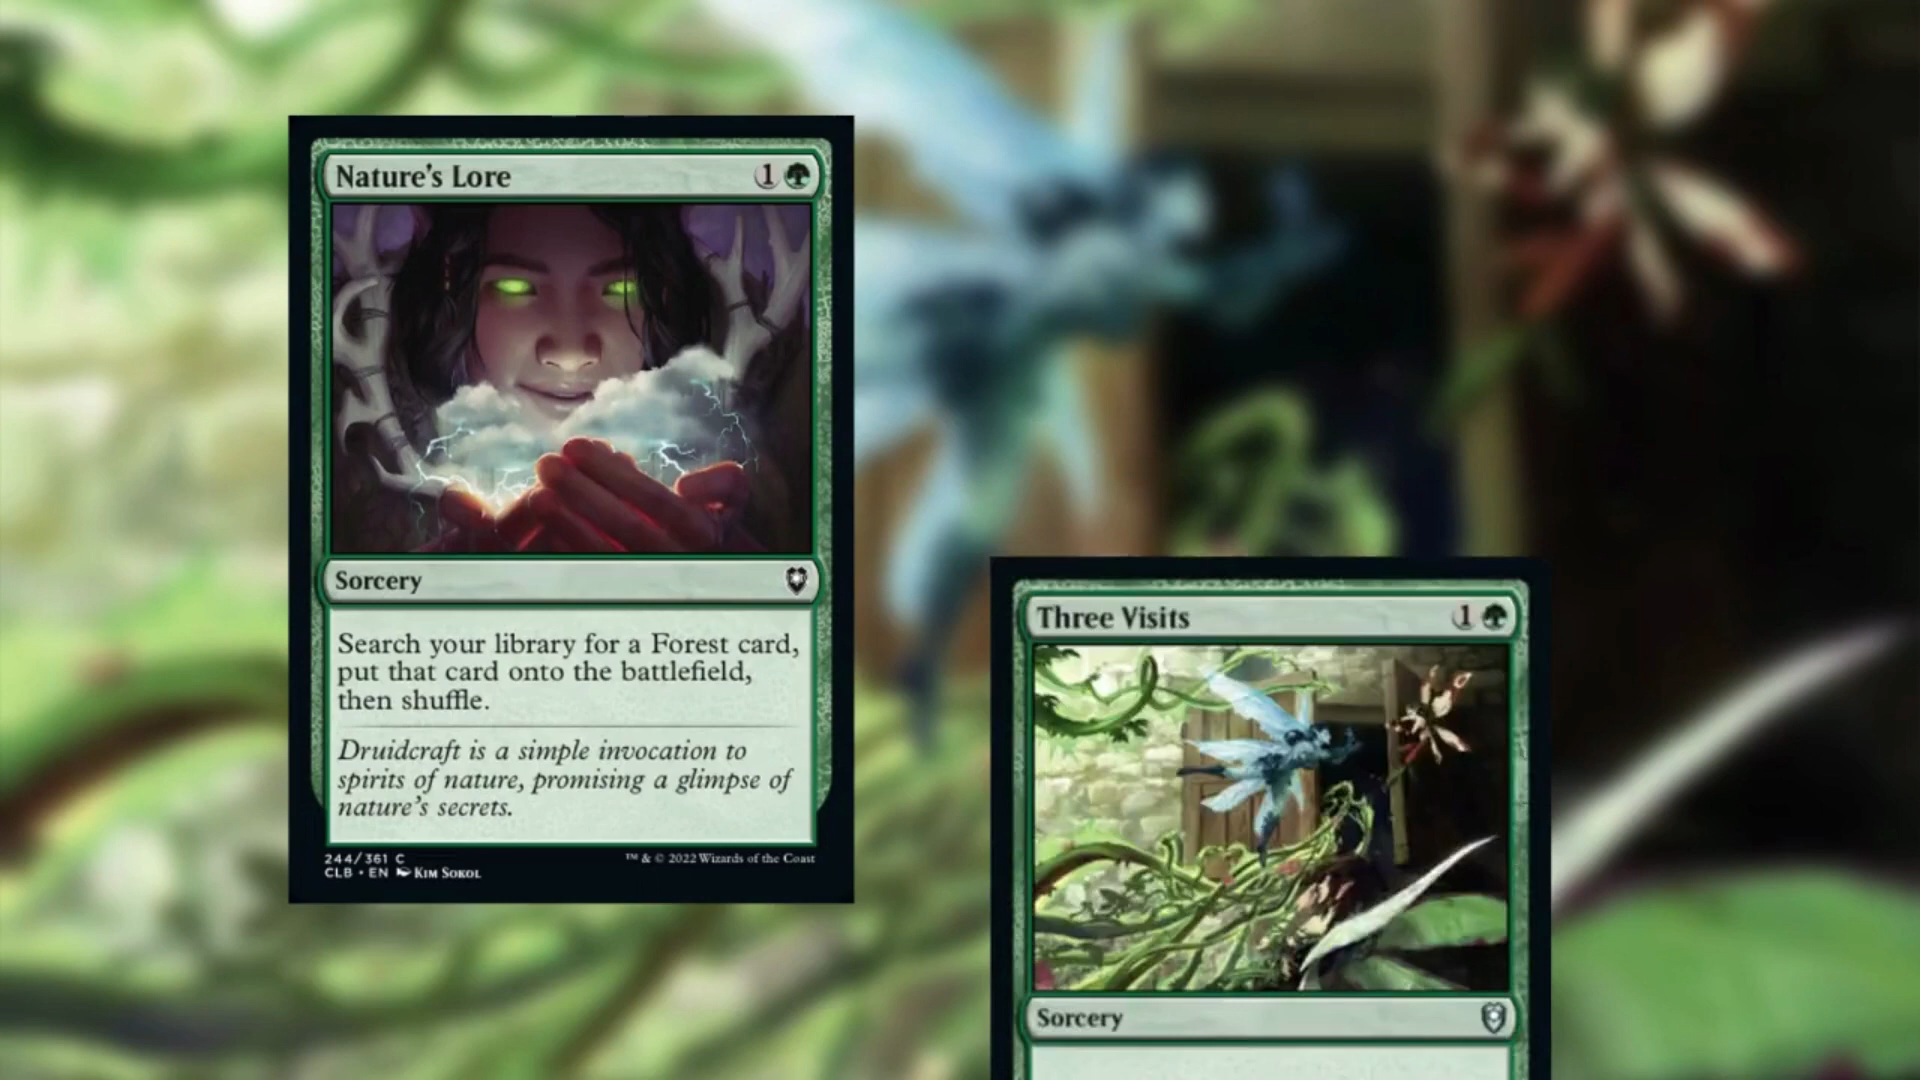 Nature's Lore 1
Sorcery
Search your library for a Forest card,
put that card onto the battlefield,
then shuffle.
Druidcraft is a simple invocation to
spirits of nature, promising a glimpse of
nature's secrets.
244/361 C
CLB • EN Kim Sokol
™ & © 2022 Wizards of the Coast
Three Visits 1
Sorcery